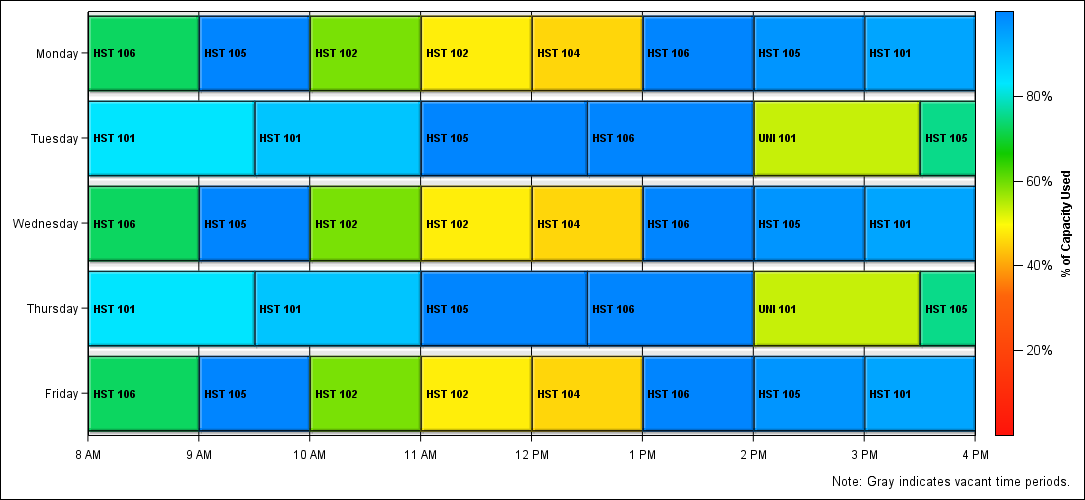 Monday
HST 106 HST 105 HST 102 HST 102 HST 104 HST 106 HST 105 HST 101
Tuesday
HST 101 HST 101 HST 105 HST 106 UNI 101 HST 105
Wednesday
HST 106 HST 105 HST 102 HST 102 HST 104 HST 106 HST 105 HST 101
Thursday
HST 101 HST 101 HST 105 HST 106 UNI 101 HST 105
Friday
HST 106 HST 105 HST 102 HST 102 HST 104 HST 106 HST 105 HST 101
8 AM 9 AM 10 AM 11 AM 12 PM 1 PM 2 PM 3 PM 4 PM
80%
60%
40%
20%
% of Capacity Used
Note: Gray indicates vacant time periods.